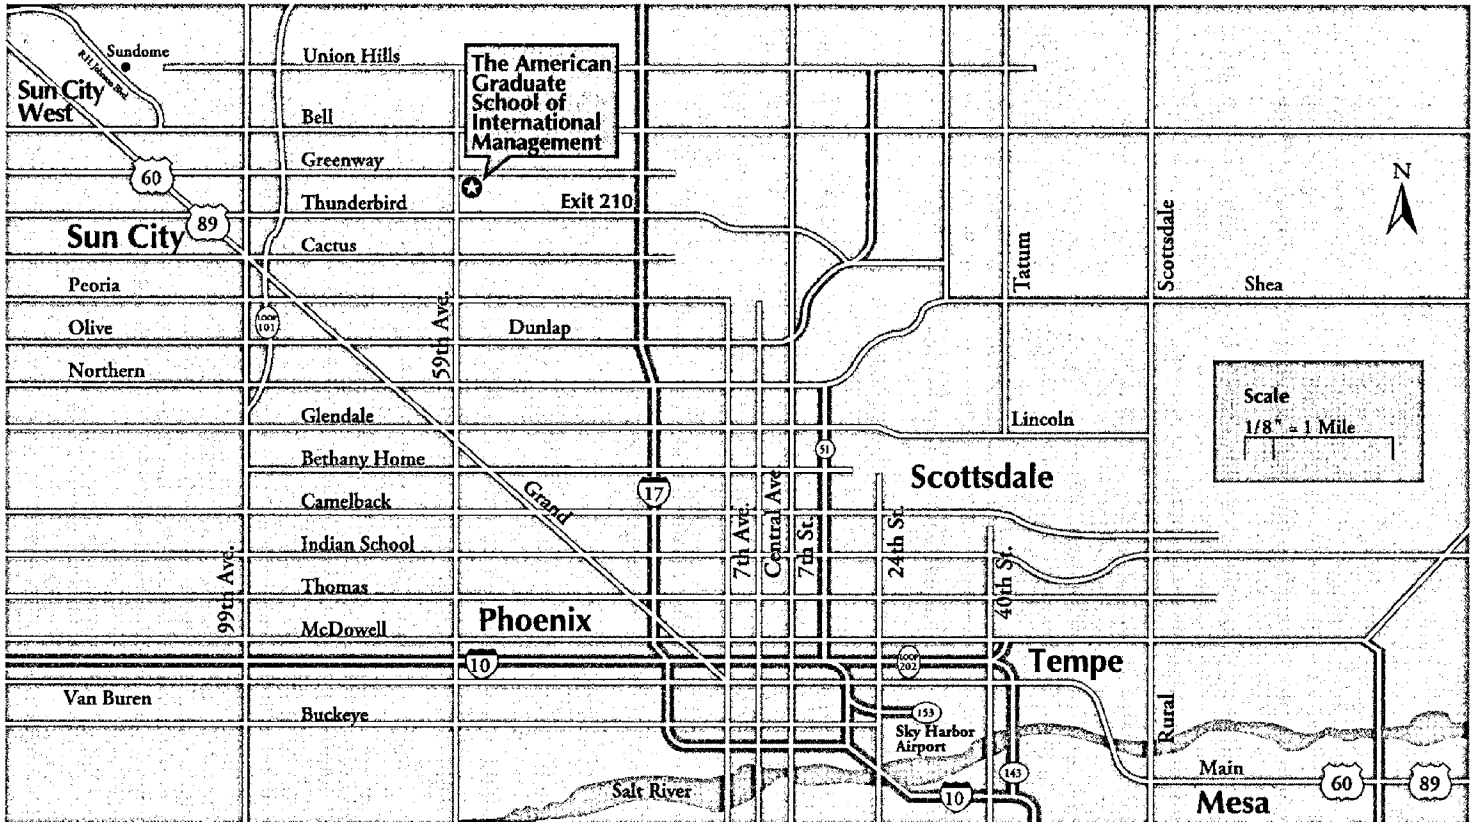 Sundome
R.H. Johnson Blvd.
Sun City
West
Union Hills
The American
Graduate
School of
International
Management
Bell
Greenway
60
Thunderbird
Exit 210
N
89
Sun City
Cactus
Tatum
Scottsdale
Peoria
Shea
LOOP
101
Olive
59th Ave.
Dunlap
Northern
Scale
1/8" = 1 Mile
Glendale
Lincoln
Bethany Home
51
Scottsdale
Grand
17
Camelback
7th Ave.
Central Ave.
7th St.
24th St.
Indian School
99th Ave.
40th St.
Thomas
Phoenix
McDowell
10
LOOP
202
Tempe
Van Buren
Buckeye
153
Sky Harbor
Airport
Rural
143
Main
Salt River
10
60
89
Mesa